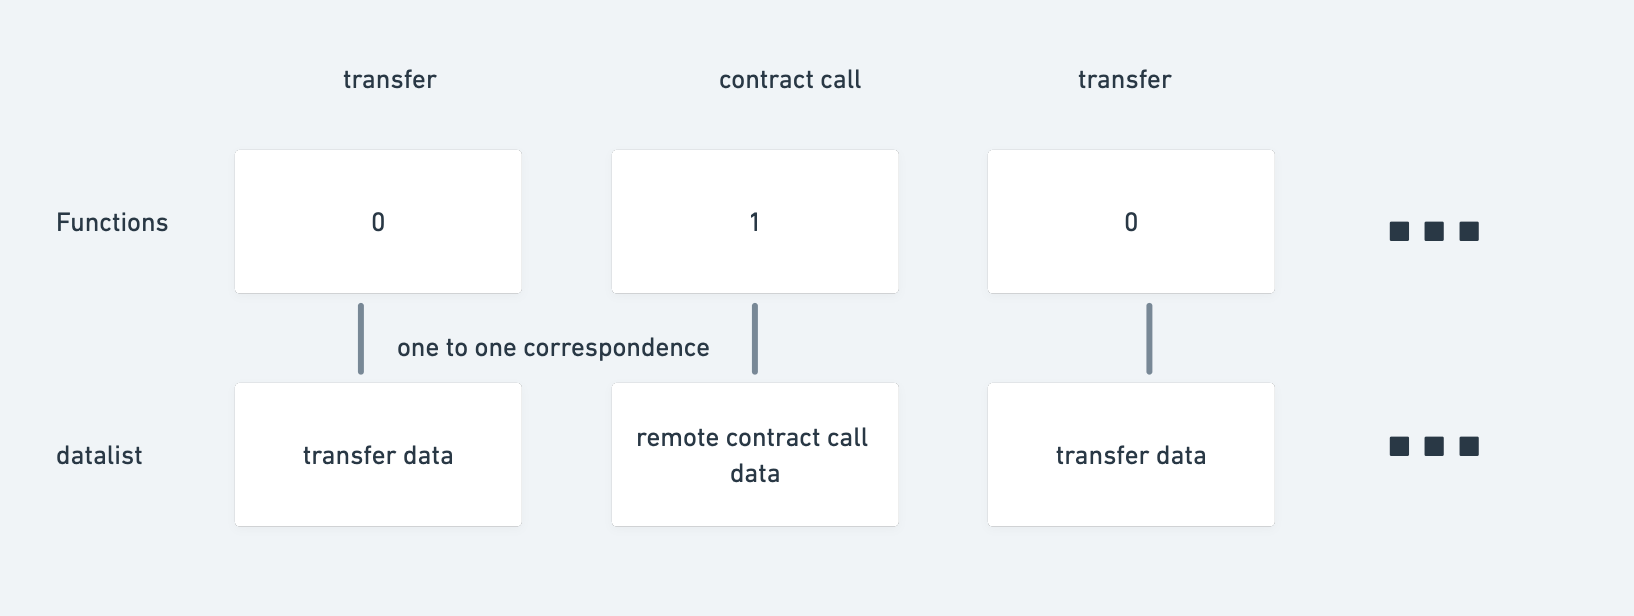 transfer
contract call
transfer
Functions
0
1
0
one to one correspondence
datalist
transfer data
remote contract call
data
transfer data